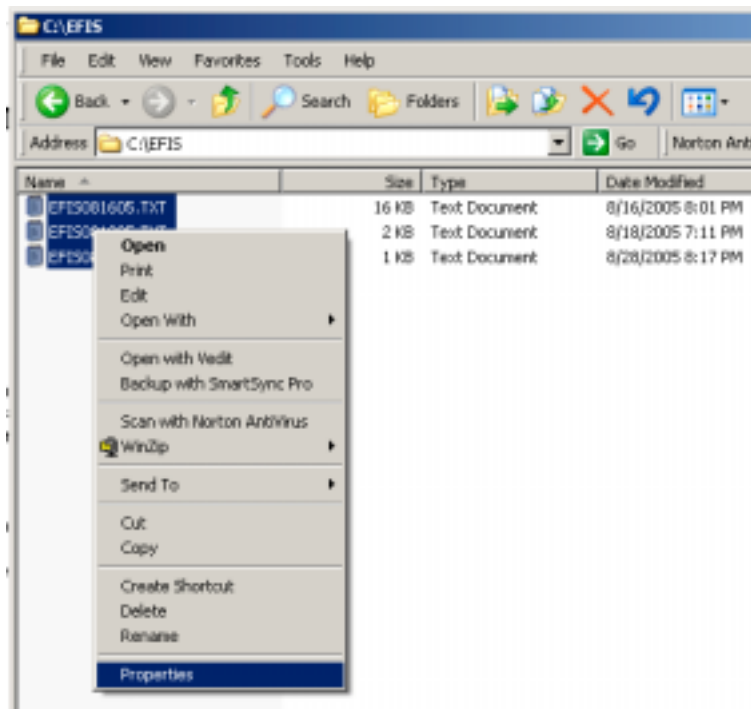 C:\EFIS
File Edit View Favorites Tools Help
Back Search Folders
Address C:\EFIS Go Norton Ant
Name Size Type Date Modified
EFIS081605.TXT 16 KB Text Document 8/16/2005 8:01 PM
2 KB Text Document 8/18/2005 7:11 PM
1 KB Text Document 8/28/2005 8:17 PM
Open
Print
Edit
Open With
Open with Vedit
Backup with SmartSync Pro
Scan with Norton AntiVirus
WinZip
Send To
Cut
Copy
Create Shortcut
Delete
Rename
Properties